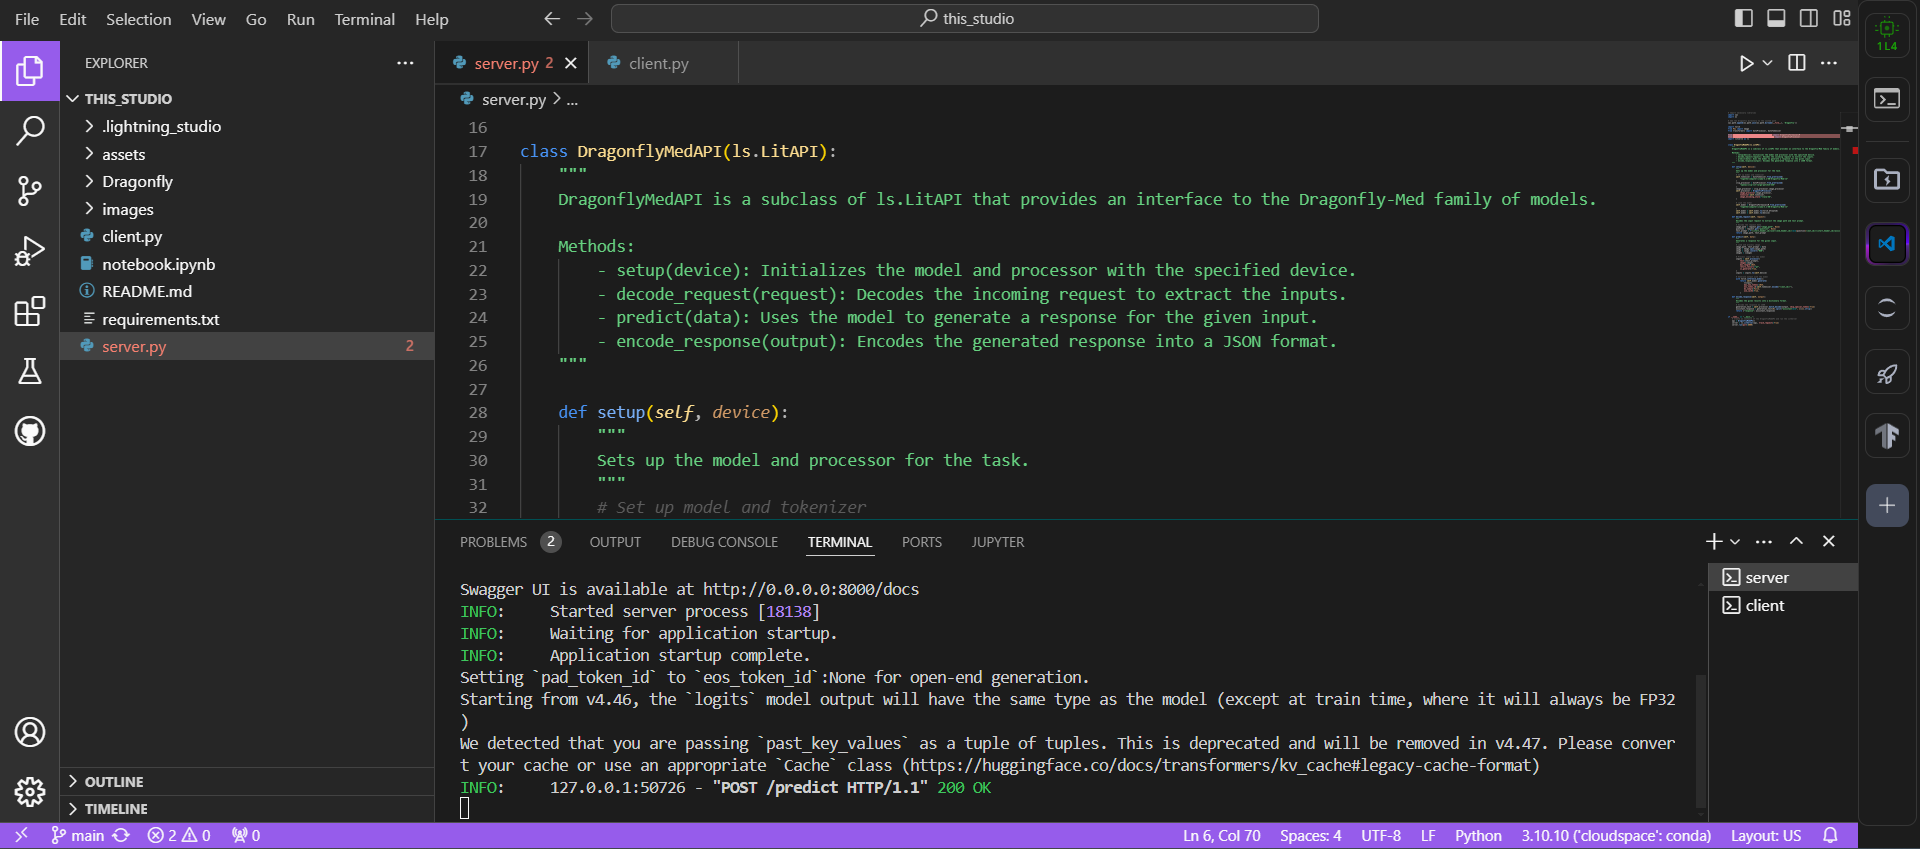 File Edit Selection View Go Run Terminal Help
this_studio
1 L4
EXPLORER
THIS_STUDIO
.lightning_studio
assets
Dragonfly
images
client.py
notebook.ipynb
README.md
requirements.txt
server.py 2
OUTLINE
TIMELINE
server.py 2 client.py
server.py > ...
16
17 class DragonflyMedAPI(ls.LitAPI):
18 """
19 DragonflyMedAPI is a subclass of ls.LitAPI that provides an interface to the Dragonfly-Med family of models.
20
21 Methods:
22 - setup(device): Initializes the model and processor with the specified device.
23 - decode_request(request): Decodes the incoming request to extract the inputs.
24 - predict(data): Uses the model to generate a response for the given input.
25 - encode_response(output): Encodes the generated response into a JSON format.
26 """
27
28 def setup(self, device):
29 """
30 Sets up the model and processor for the task.
31 """
32 # Set up model and tokenizer
PROBLEMS 2 OUTPUT DEBUG CONSOLE TERMINAL PORTS JUPYTER
Swagger UI is available at http://0.0.0.0:8000/docs
INFO: Started server process [18138]
INFO: Waiting for application startup.
INFO: Application startup complete.
Setting `pad_token_id` to `eos_token_id`:None for open-end generation.
Starting from v4.46, the `logits` model output will have the same type as the model (except at train time, where it will always be FP32
)
We detected that you are passing `past_key_values` as a tuple of tuples. This is deprecated and will be removed in v4.47. Please conver
t your cache or use an appropriate `Cache` class (https://huggingface.co/docs/transformers/kv_cache#legacy-cache-format)
INFO: 127.0.0.1:50726 - "POST /predict HTTP/1.1" 200 OK
server
client
main 2 0 0 Ln 6, Col 70 Spaces: 4 UTF-8 LF Python 3.10.10 ('cloudspace': conda) Layout: US